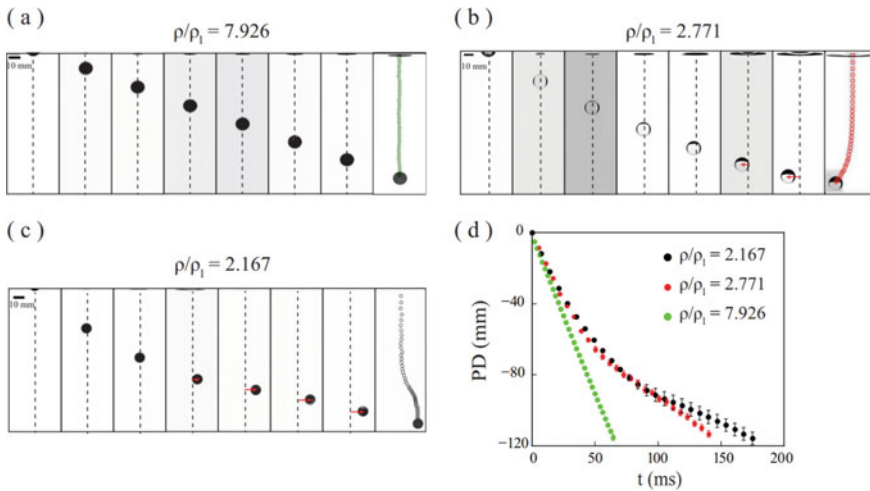 ( a )
ρ/ρ₁ = 7.926
10 mm
( b )
ρ/ρ₁ = 2.771
10 mm
( c )
ρ/ρ₁ = 2.167
10 mm
( d )
0
−40
−80
−120
PD (mm)
ρ/ρ₁ = 2.167
ρ/ρ₁ = 2.771
ρ/ρ₁ = 7.926
0 50 100 150 200
t (ms)